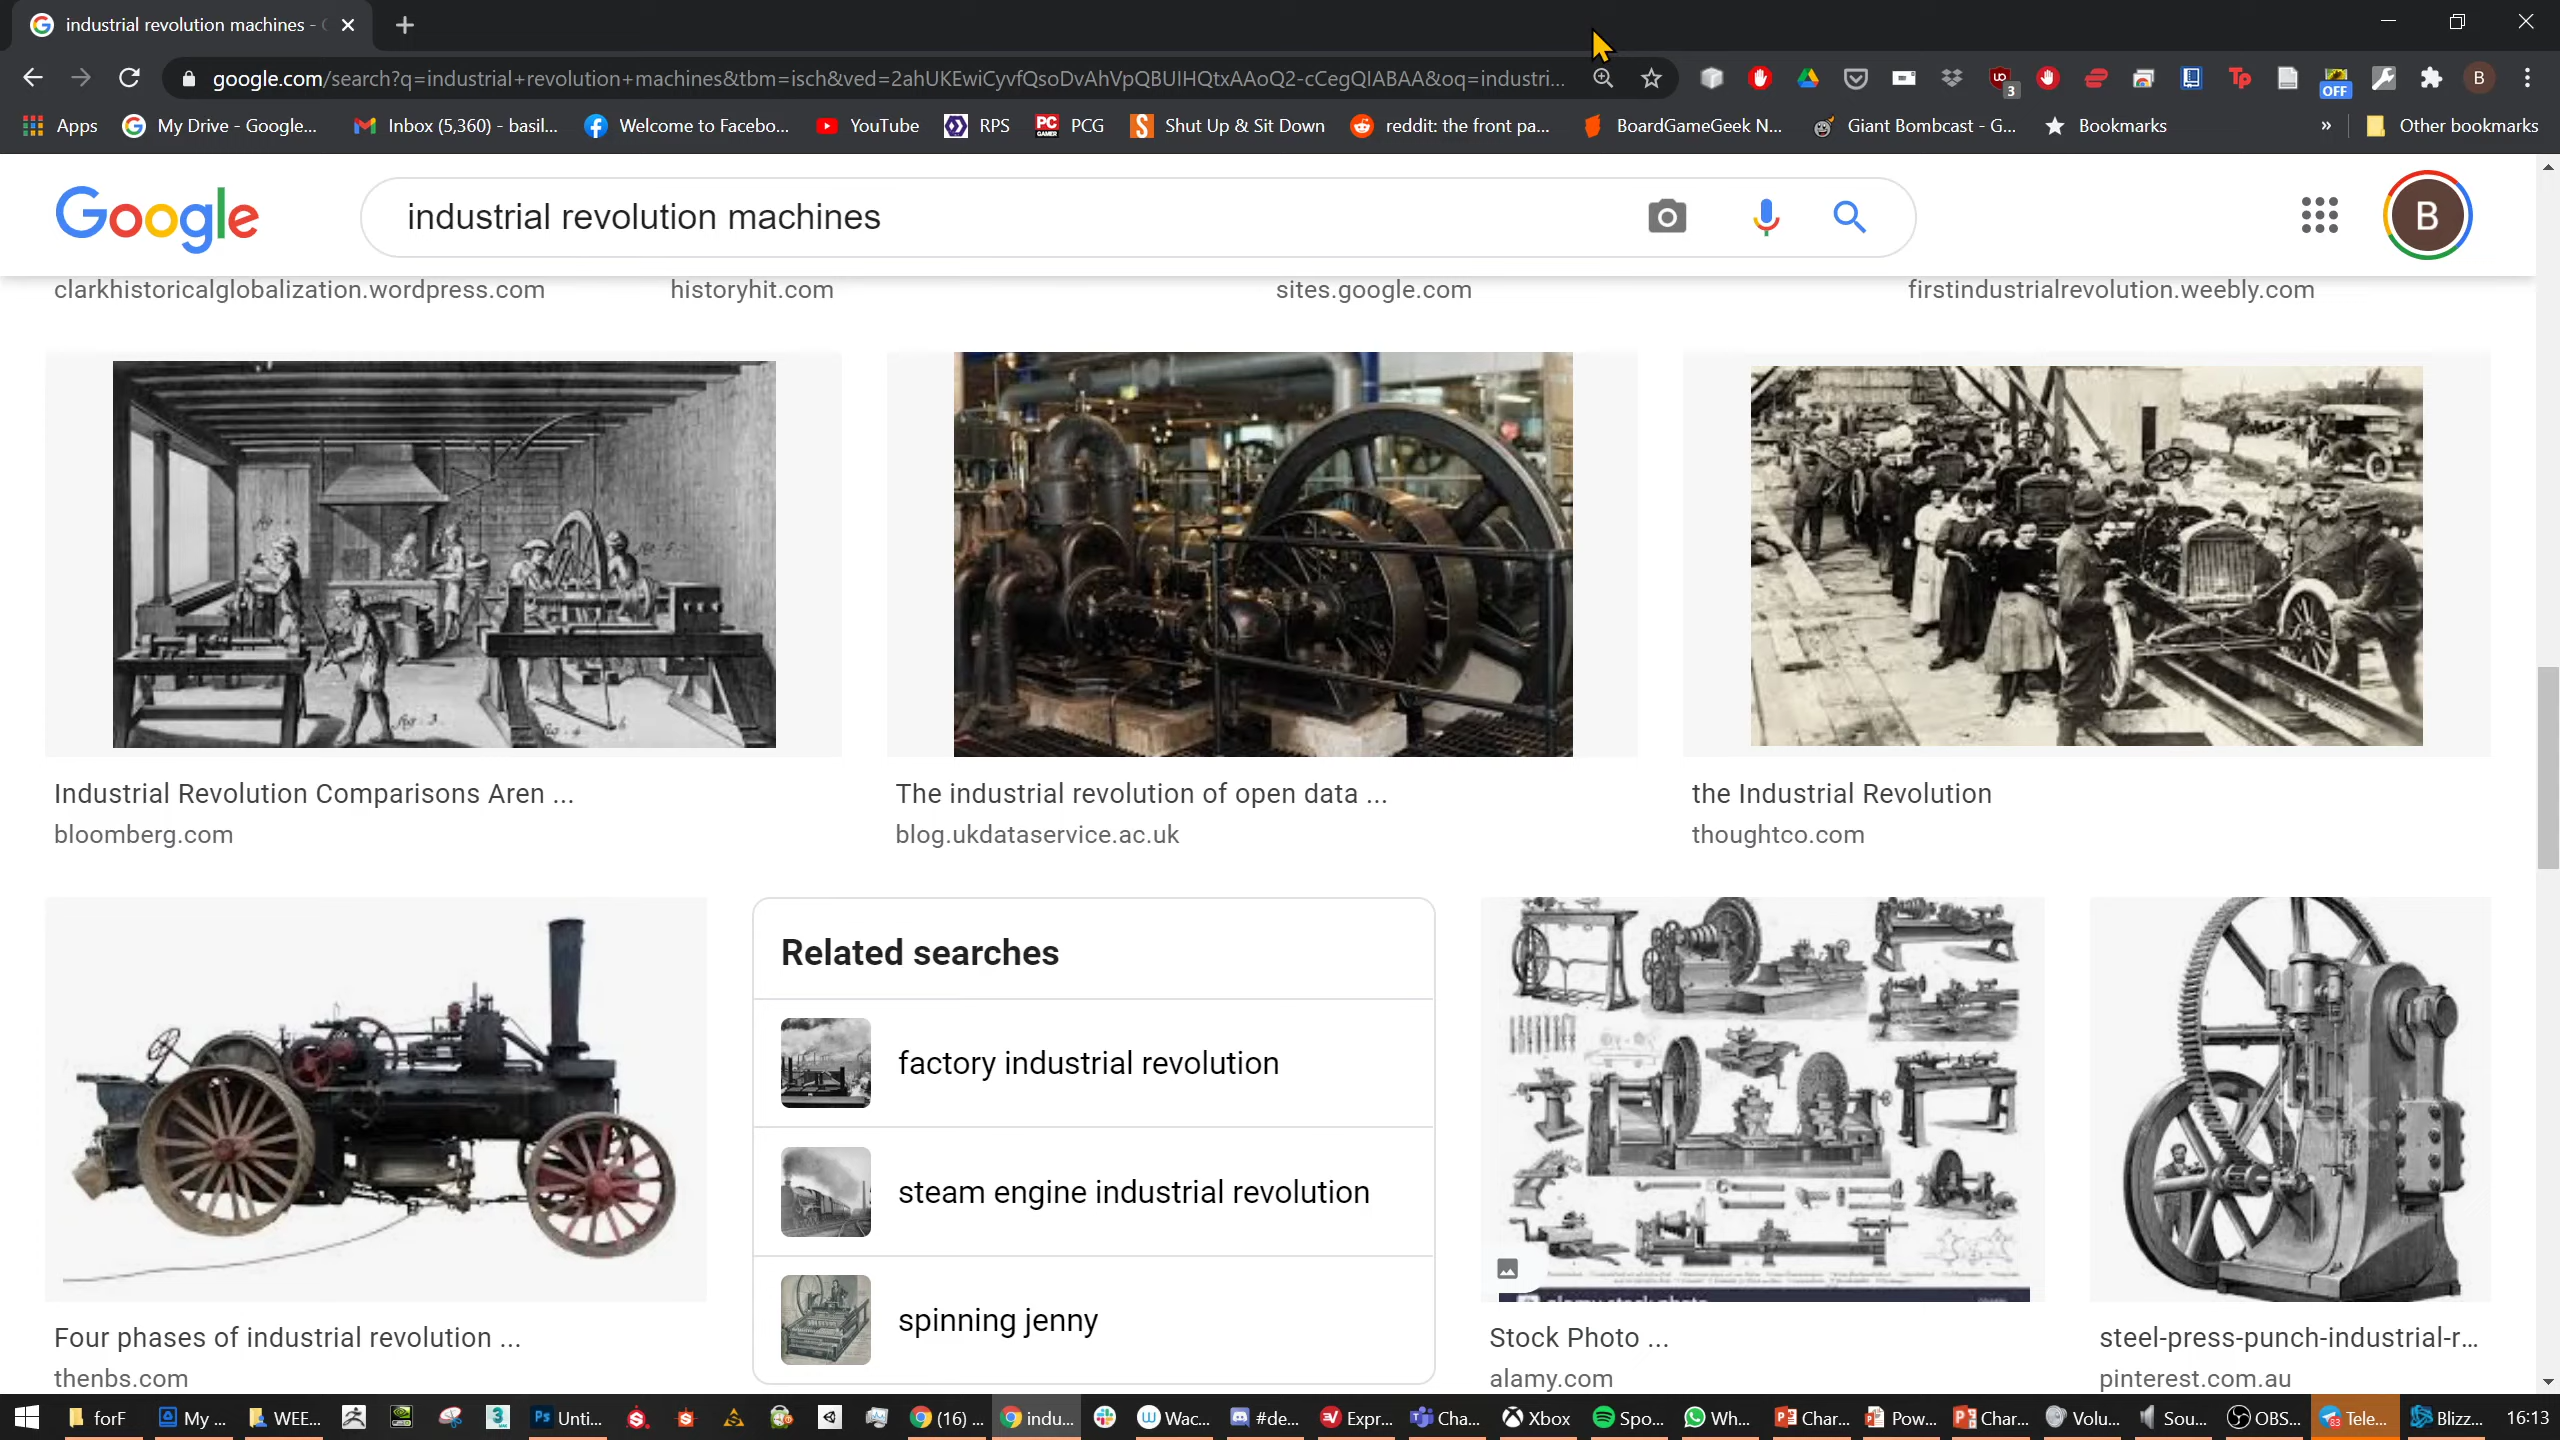 industrial revolution machines -
google.com/search?q=industrial+revolution+machines&tbm=isch&ved=2ahUKEwiCyvfQsoDvAhVpQBUIHQtxAAoQ2-cCegQIABAA&oq=industri...
3
OFF
B
Apps
My Drive - Google...
Inbox (5,360) - basil...
Welcome to Facebo...
YouTube
RPS
PCG
Shut Up & Sit Down
reddit: the front pa...
BoardGameGeek N...
Giant Bombcast - G...
Bookmarks
»
Other bookmarks
Google
industrial revolution machines
B
clarkhistoricalglobalization.wordpress.com
historyhit.com
sites.google.com
firstindustrialrevolution.weebly.com
Industrial Revolution Comparisons Aren ...
bloomberg.com
The industrial revolution of open data ...
blog.ukdataservice.ac.uk
the Industrial Revolution
thoughtco.com
Related searches
factory industrial revolution
steam engine industrial revolution
spinning jenny
Four phases of industrial revolution ...
thenbs.com
Stock Photo ...
alamy.com
steel-press-punch-industrial-r...
pinterest.com.au
forF
My ...
WEE...
Unti...
(16) ...
indu...
Wac...
#de...
Expr...
Cha...
Xbox
Spo...
Wh...
Char...
Pow...
Char...
Volu...
Sou...
OBS...
Tele...
Blizz...
16:13